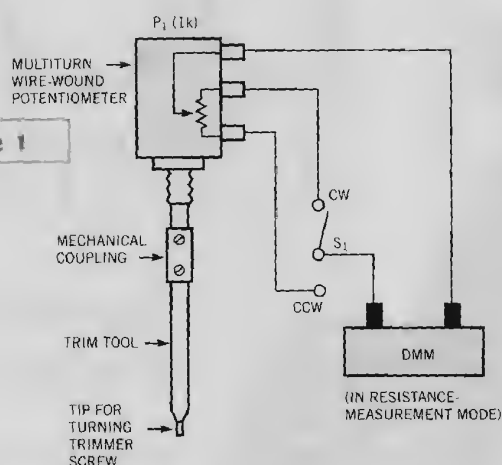 P₁ (1k)
MULTITURN
WIRE-WOUND
POTENTIOMETER
1
CW
S₁
CCW
MECHANICAL
COUPLING
DMM
TRIM TOOL
(IN RESISTANCE-
MEASUREMENT MODE)
TIP FOR
TURNING
TRIMMER
SCREW